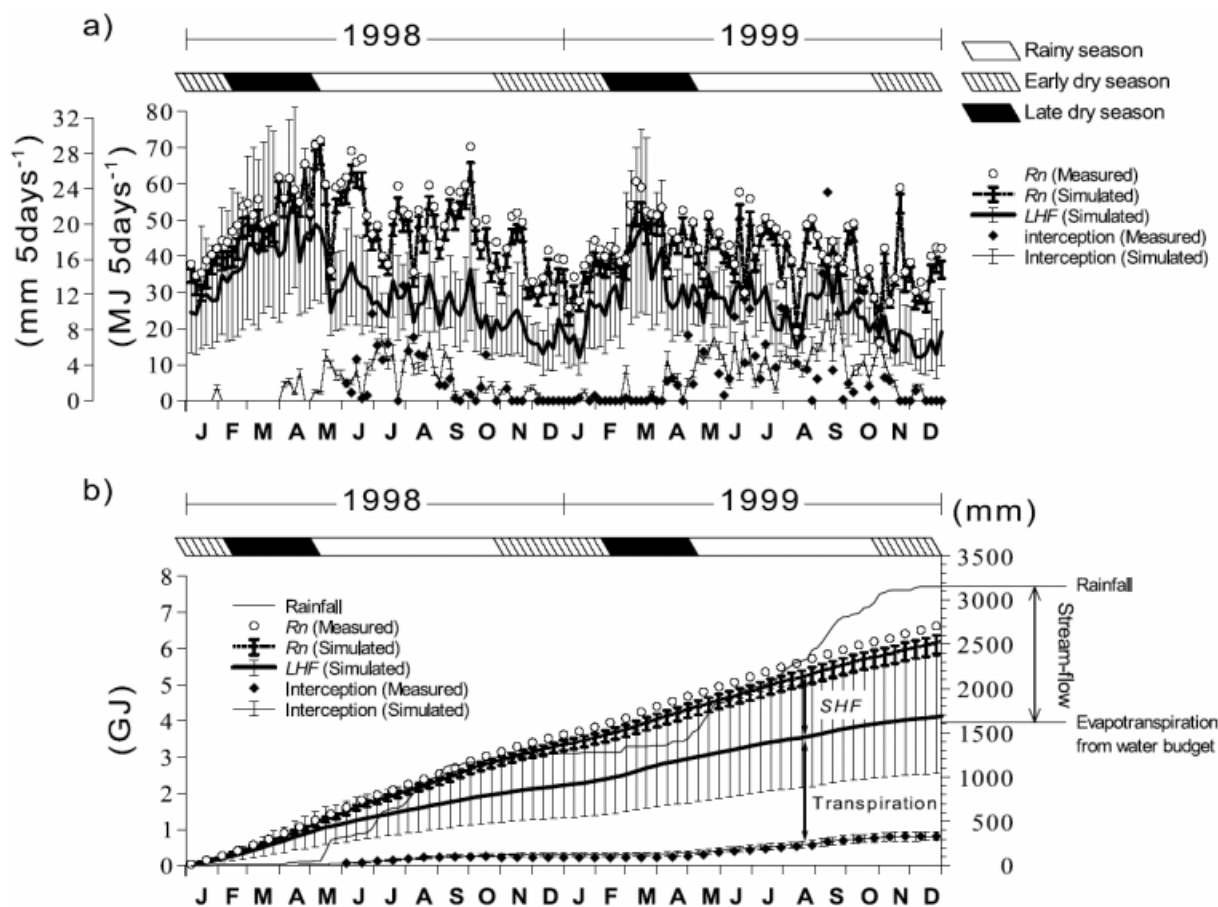 a)
1998
1999
Rainy season
Early dry season
Late dry season
(mm 5days⁻¹)
(MJ 5days⁻¹)
32
28
24
20
16
12
8
4
0
80
70
60
50
40
30
20
10
0
Rn (Measured)
Rn (Simulated)
LHF (Simulated)
interception (Measured)
Interception (Simulated)
J F M A M J J A S O N D J F M A M J J A S O N D
b)
1998
1999
(mm)
(GJ)
8
7
6
5
4
3
2
1
0
Rainfall
Rn (Measured)
Rn (Simulated)
LHF (Simulated)
Interception (Measured)
Interception (Simulated)
SHF
Transpiration
3500
3000
2500
2000
1500
1000
500
0
Rainfall
Stream-flow
Evapotranspiration
from water budget
J F M A M J J A S O N D J F M A M J J A S O N D